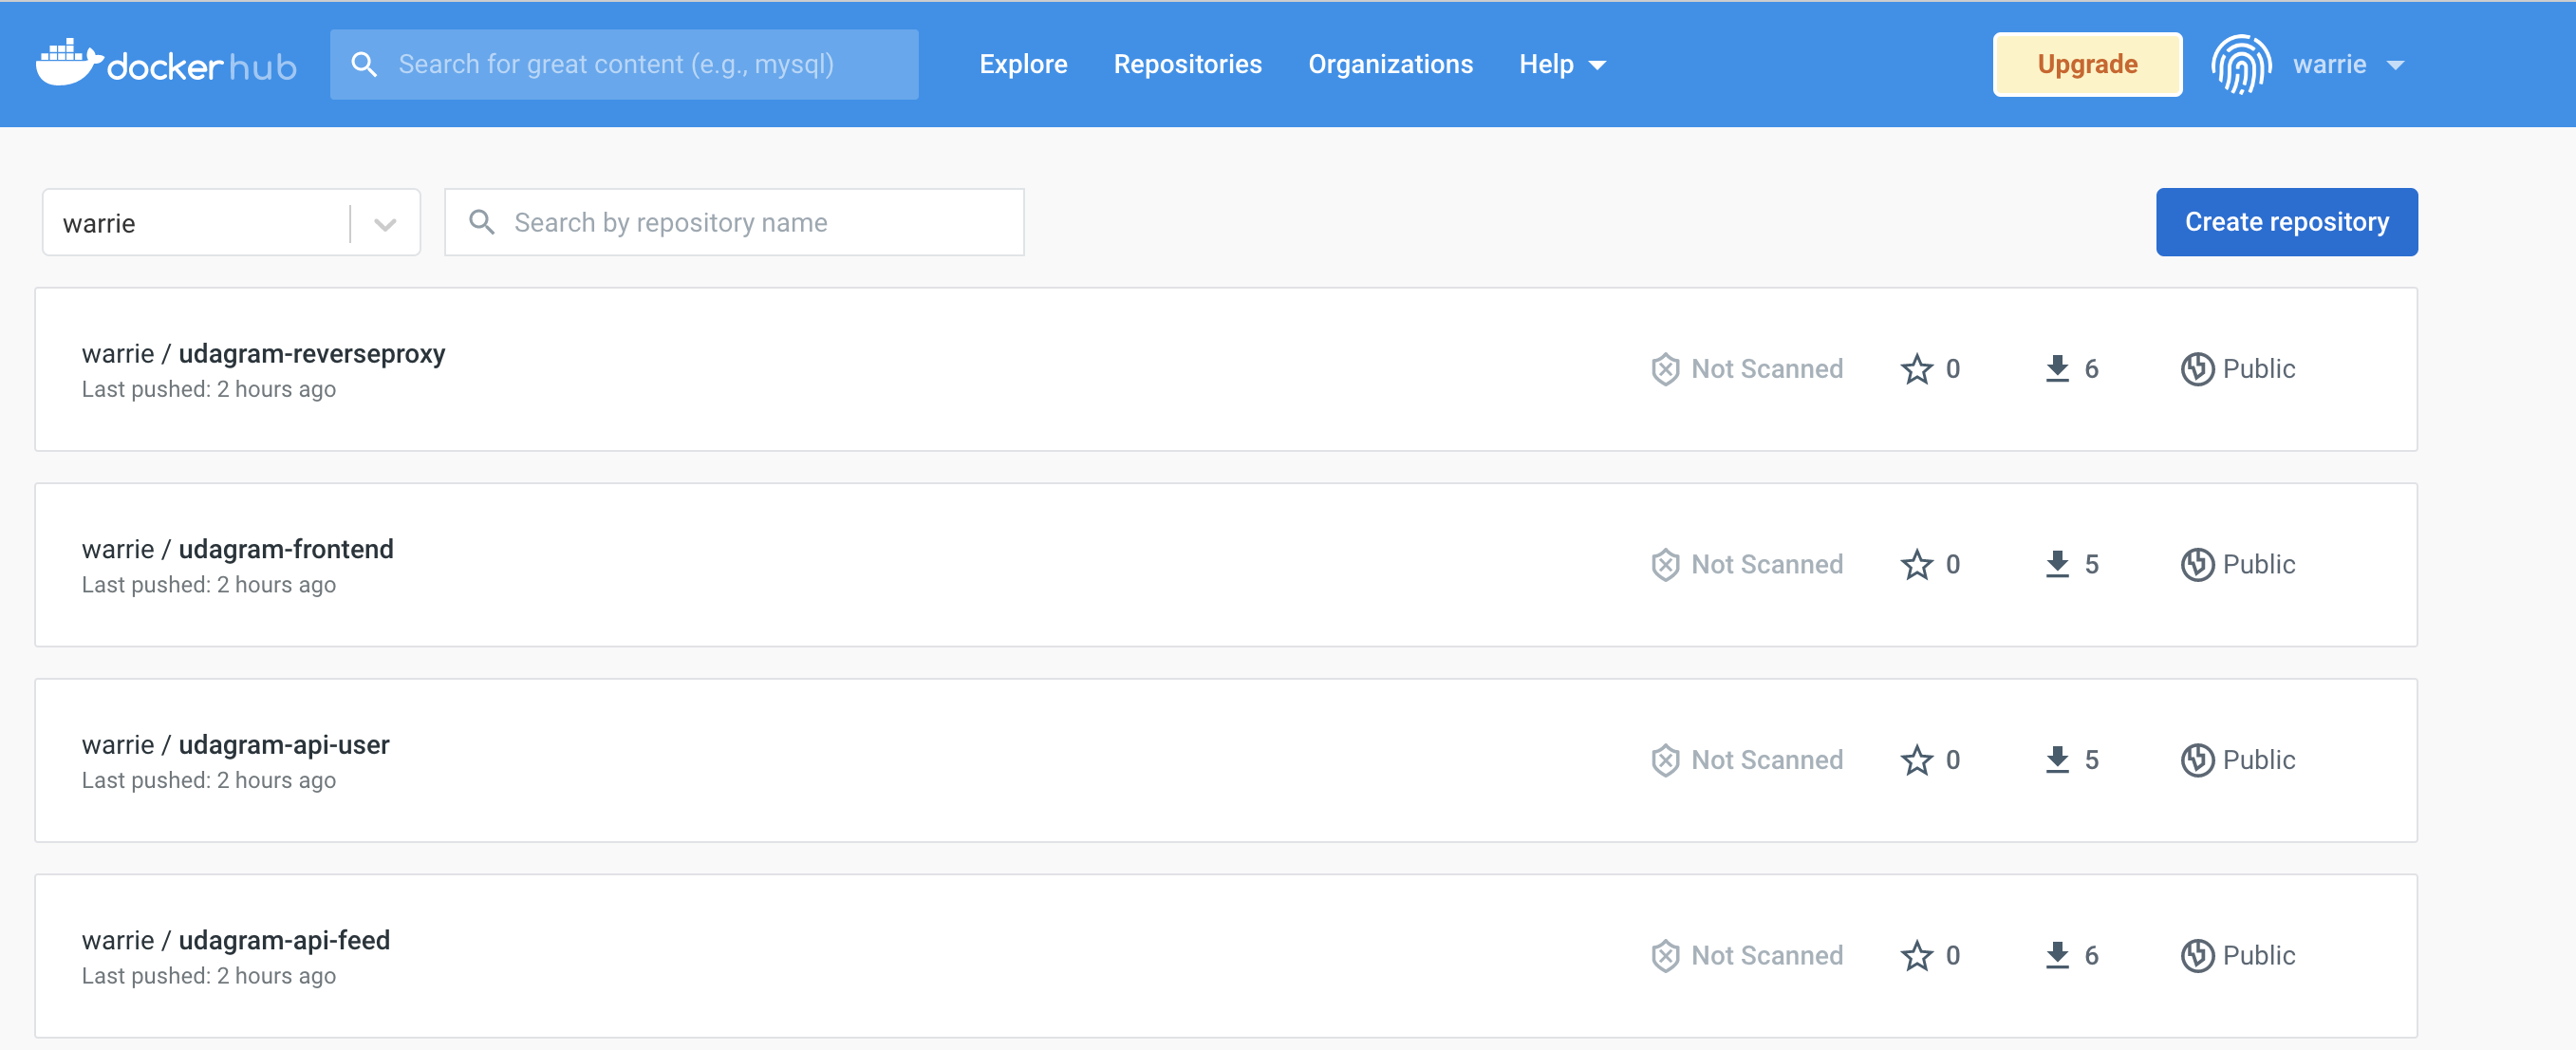 docker hub Search for great content (e.g., mysql) Explore Repositories Organizations Help Upgrade warrie
warrie Search by repository name Create repository
warrie / udagram-reverseproxy
Last pushed: 2 hours ago
Not Scanned 0 6 Public
warrie / udagram-frontend
Last pushed: 2 hours ago
Not Scanned 0 5 Public
warrie / udagram-api-user
Last pushed: 2 hours ago
Not Scanned 0 5 Public
warrie / udagram-api-feed
Last pushed: 2 hours ago
Not Scanned 0 6 Public